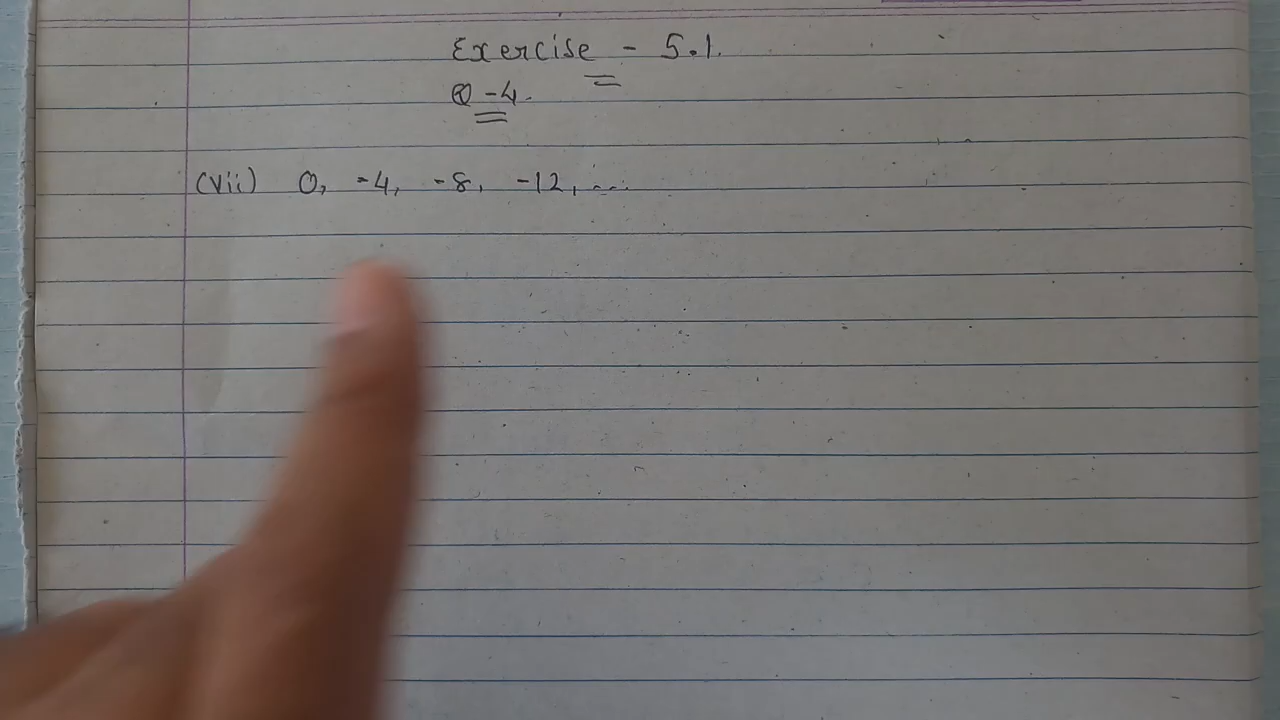 Exercise - 5.1.
Q-4.
(vii) 0, -4, -8, -12, ...